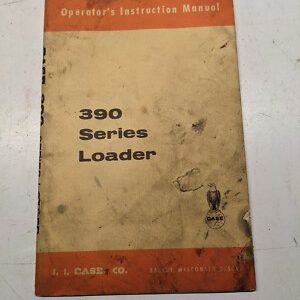 Operator's Instruction Manual
390
Series
Loader
CASE
J. I. CASE. CO.
RACINE, WISCONSIN U.S.A.